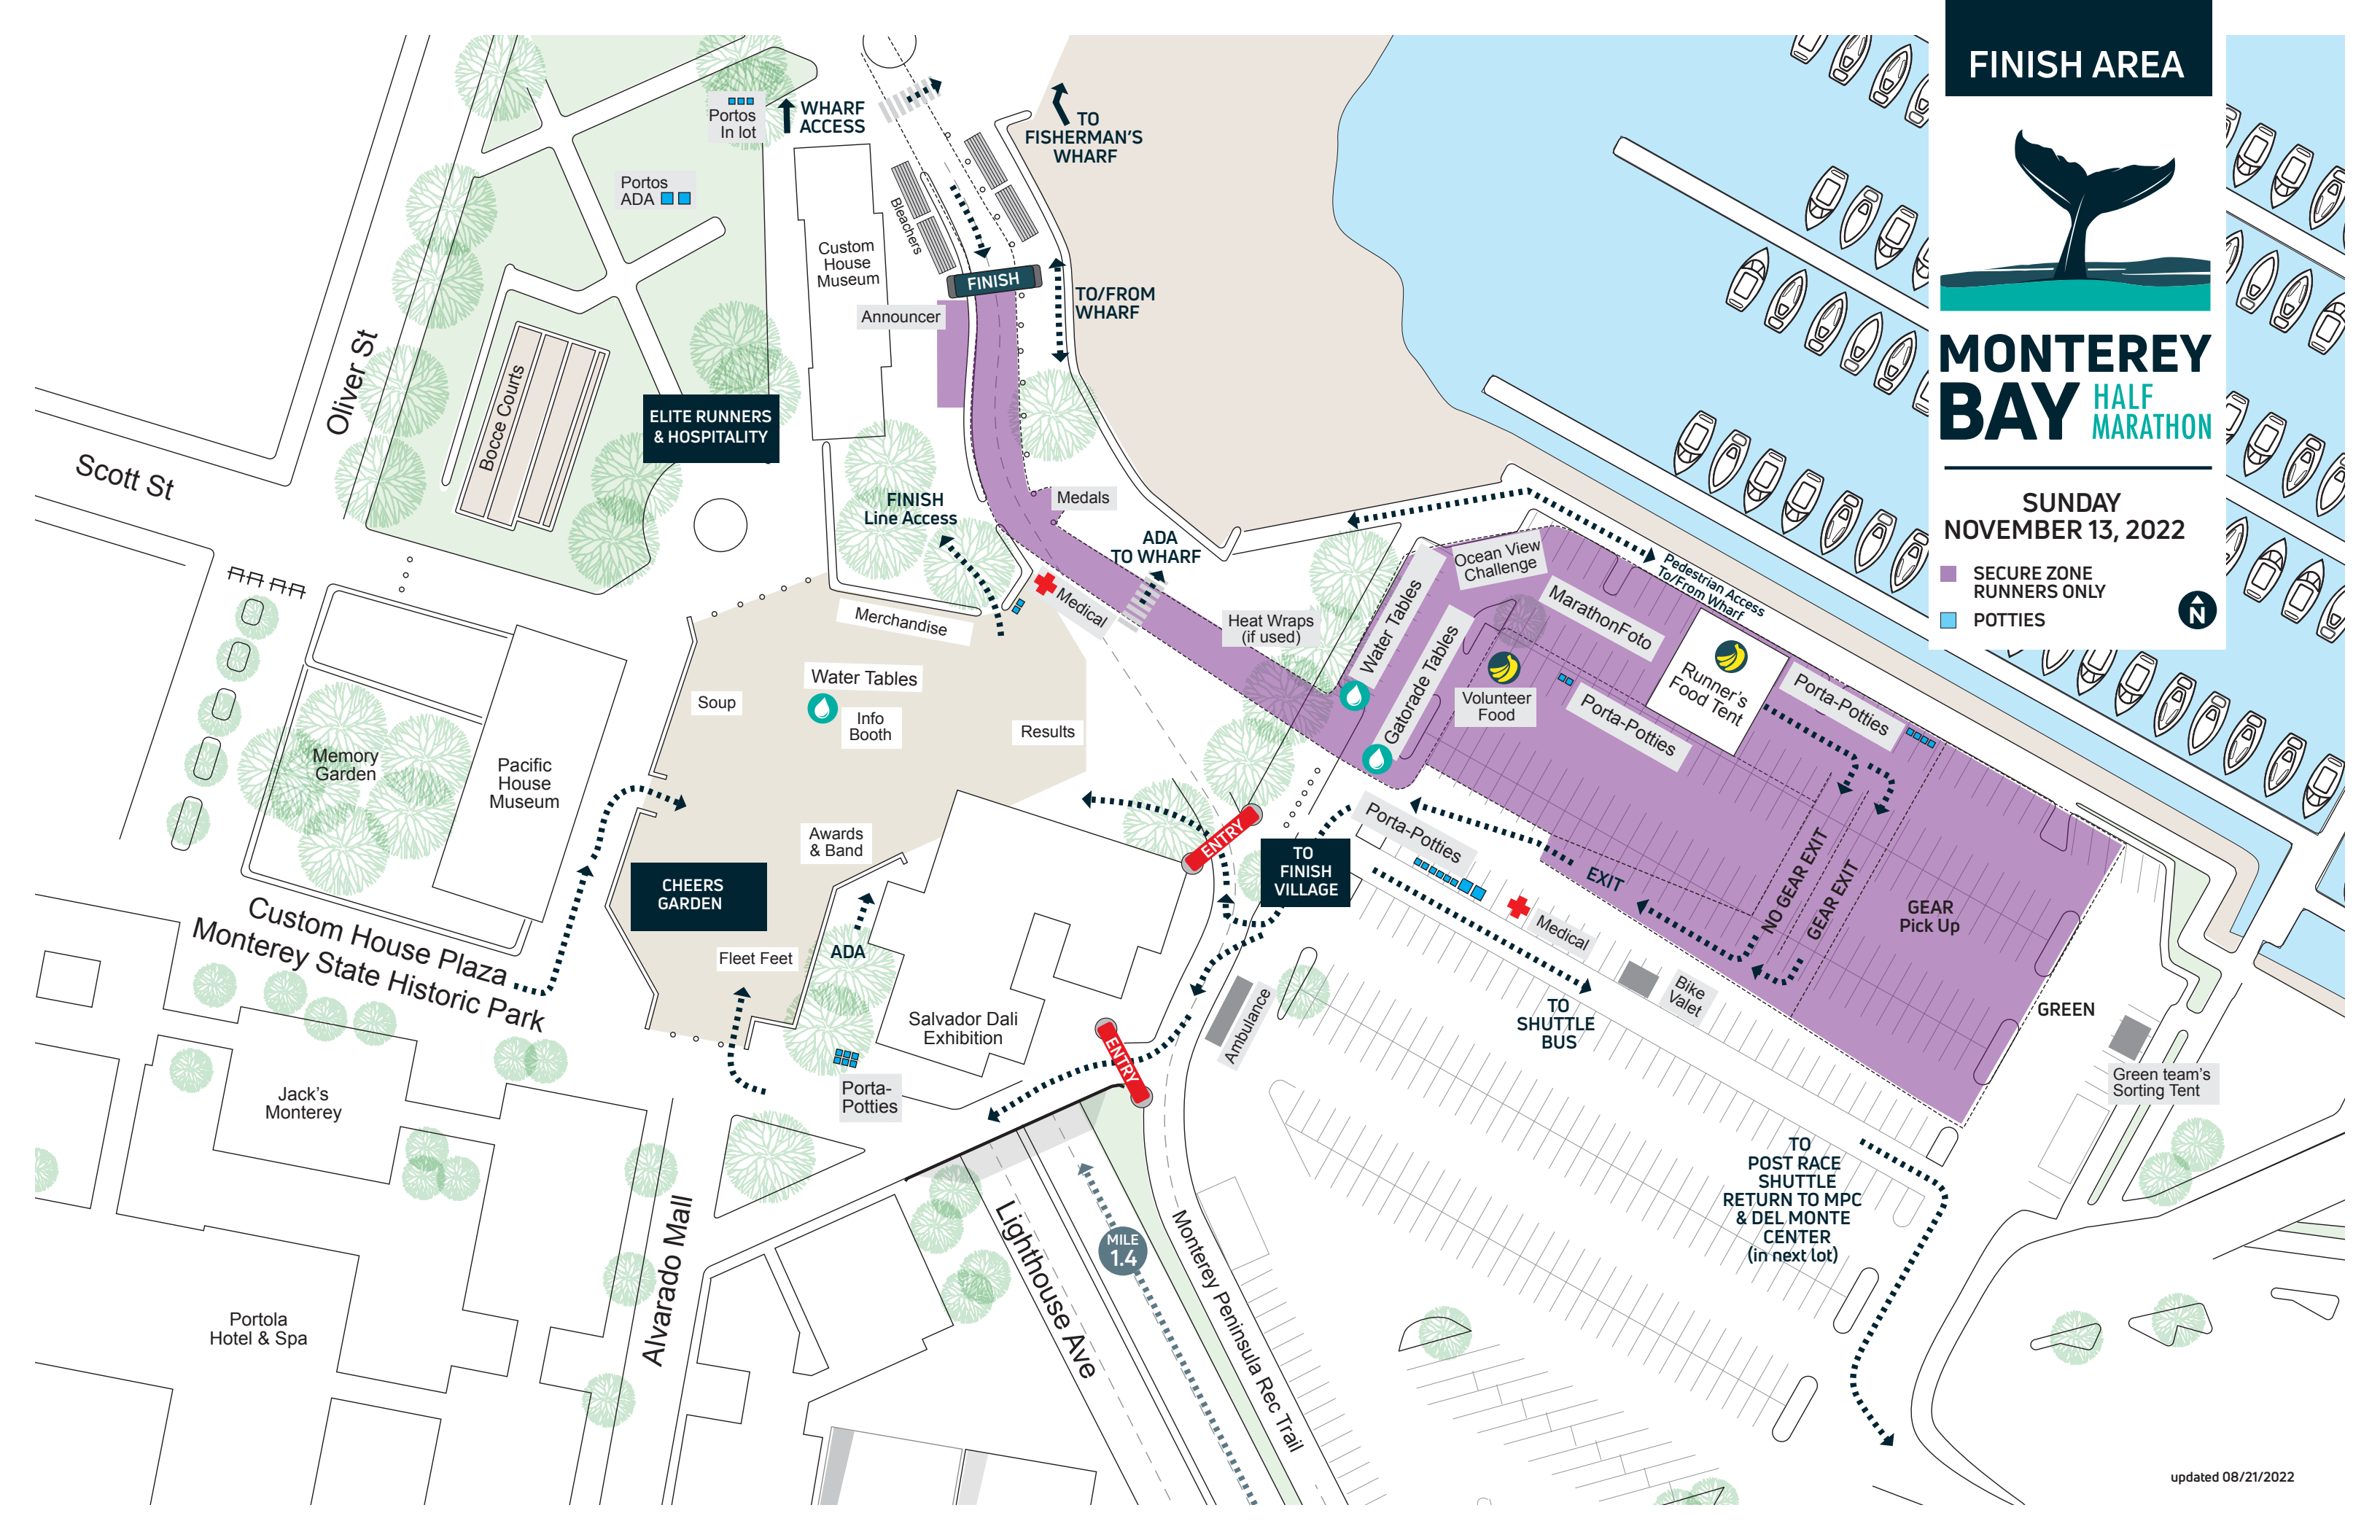 FINISH AREA
MONTEREY
BAY
HALF
MARATHON
SUNDAY
NOVEMBER 13, 2022
SECURE ZONE
RUNNERS ONLY
POTTIES
N
Portos
In lot
WHARF
ACCESS
TO
FISHERMAN'S
WHARF
Portos
ADA
Bleachers
Custom
House
Museum
FINISH
TO/FROM
WHARF
Announcer
Oliver St
Bocce Courts
ELITE RUNNERS
& HOSPITALITY
Scott St
FINISH
Line Access
Medals
ADA
TO WHARF
Medical
Merchandise
Heat Wraps
(if used)
Water Tables
Gatorade Tables
Ocean View
Challenge
MarathonFoto
Pedestrian Access
To/From Wharf
Runner's
Food Tent
Volunteer
Food
Porta-Potties
Porta-Potties
Water Tables
Soup
Info
Booth
Results
Memory
Garden
Pacific
House
Museum
Awards
& Band
ENTRY
TO
FINISH
VILLAGE
Porta-Potties
EXIT
NO GEAR EXIT
GEAR EXIT
GEAR
Pick Up
CHEERS
GARDEN
Custom House Plaza
Monterey State Historic Park
Fleet Feet
ADA
Medical
Bike
Valet
TO
SHUTTLE
BUS
Ambulance
GREEN
Salvador Dali
Exhibition
ENTRY
Porta-
Potties
Green team's
Sorting Tent
Jack's
Monterey
TO
POST RACE
SHUTTLE
RETURN TO MPC
& DEL MONTE
CENTER
(in next lot)
MILE
1.4
Lighthouse Ave
Monterey Peninsula Rec Trail
Alvarado Mall
Portola
Hotel & Spa
updated 08/21/2022